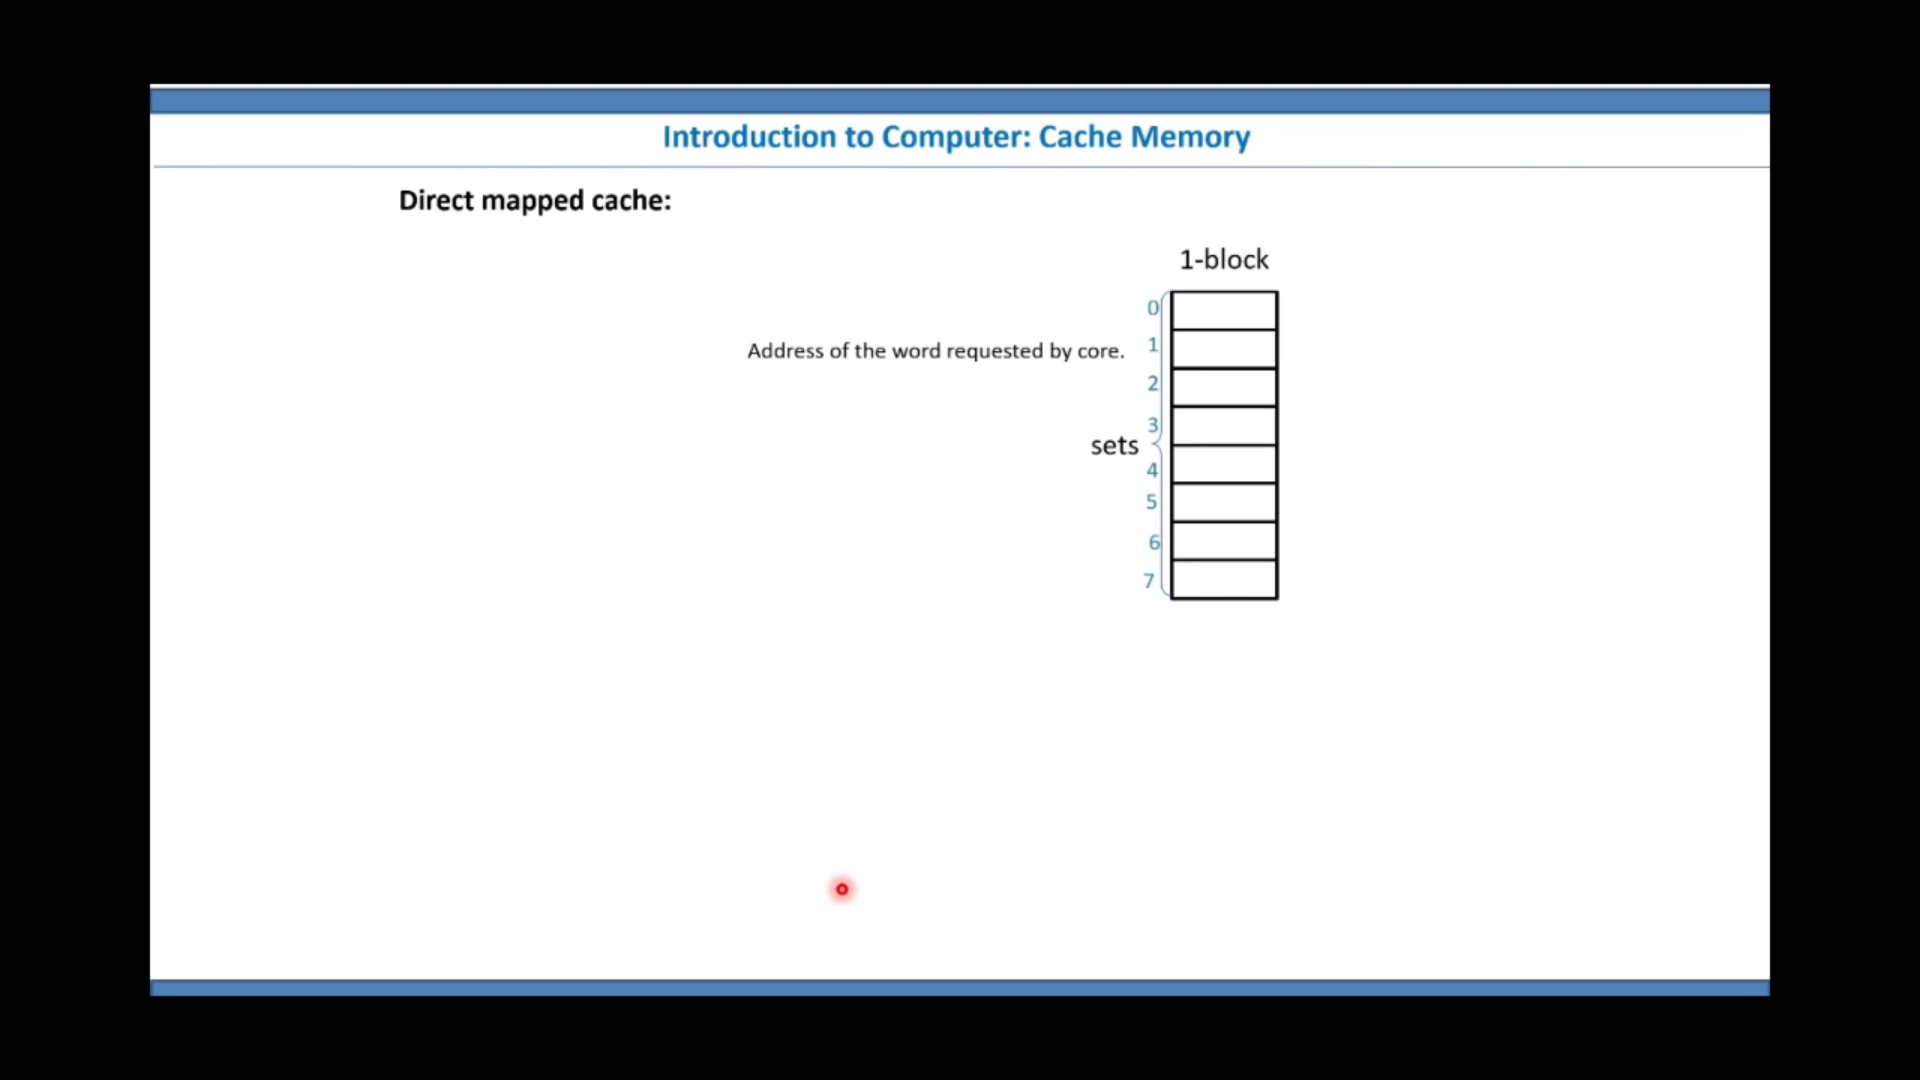 Introduction to Computer: Cache Memory
Direct mapped cache:
1-block
0
Address of the word requested by core.
1
2
3
sets
4
5
6
7